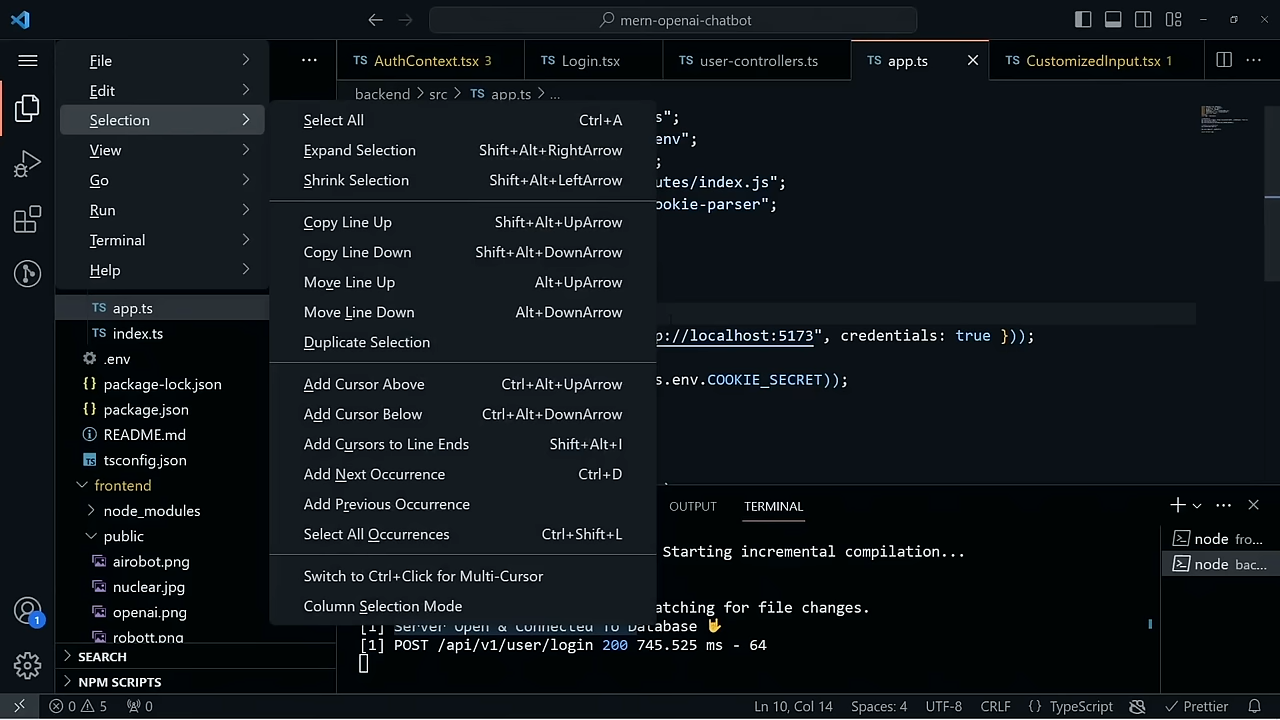 mern-openai-chatbot
File
Edit
Selection
View
Go
Run
Terminal
Help
Select All Ctrl+A
Expand Selection Shift+Alt+RightArrow
Shrink Selection Shift+Alt+LeftArrow
Copy Line Up Shift+Alt+UpArrow
Copy Line Down Shift+Alt+DownArrow
Move Line Up Alt+UpArrow
Move Line Down Alt+DownArrow
Duplicate Selection
Add Cursor Above Ctrl+Alt+UpArrow
Add Cursor Below Ctrl+Alt+DownArrow
Add Cursors to Line Ends Shift+Alt+I
Add Next Occurrence Ctrl+D
Add Previous Occurrence
Select All Occurrences Ctrl+Shift+L
Switch to Ctrl+Click for Multi-Cursor
Column Selection Mode
TS app.ts
TS index.ts
.env
{} package-lock.json
{} package.json
README.md
TS tsconfig.json
frontend
node_modules
public
airobot.png
nuclear.jpg
openai.png
robott.png
SEARCH
NPM SCRIPTS
TS AuthContext.tsx 3
TS Login.tsx
TS user-controllers.ts
TS app.ts
TS CustomizedInput.tsx 1
backend > src > TS app.ts > ...
s";
env";
;
utes/index.js";
ookie-parser";
p://localhost:5173", credentials: true }));
s.env.COOKIE_SECRET));
OUTPUT TERMINAL
Starting incremental compilation...
atching for file changes.
[1] Server Open & Connected To Database 🤟
[1] POST /api/v1/user/login 200 745.525 ms - 64
node fro...
node bac...
1
0 5 0
Ln 10, Col 14 Spaces: 4 UTF-8 CRLF {} TypeScript Prettier